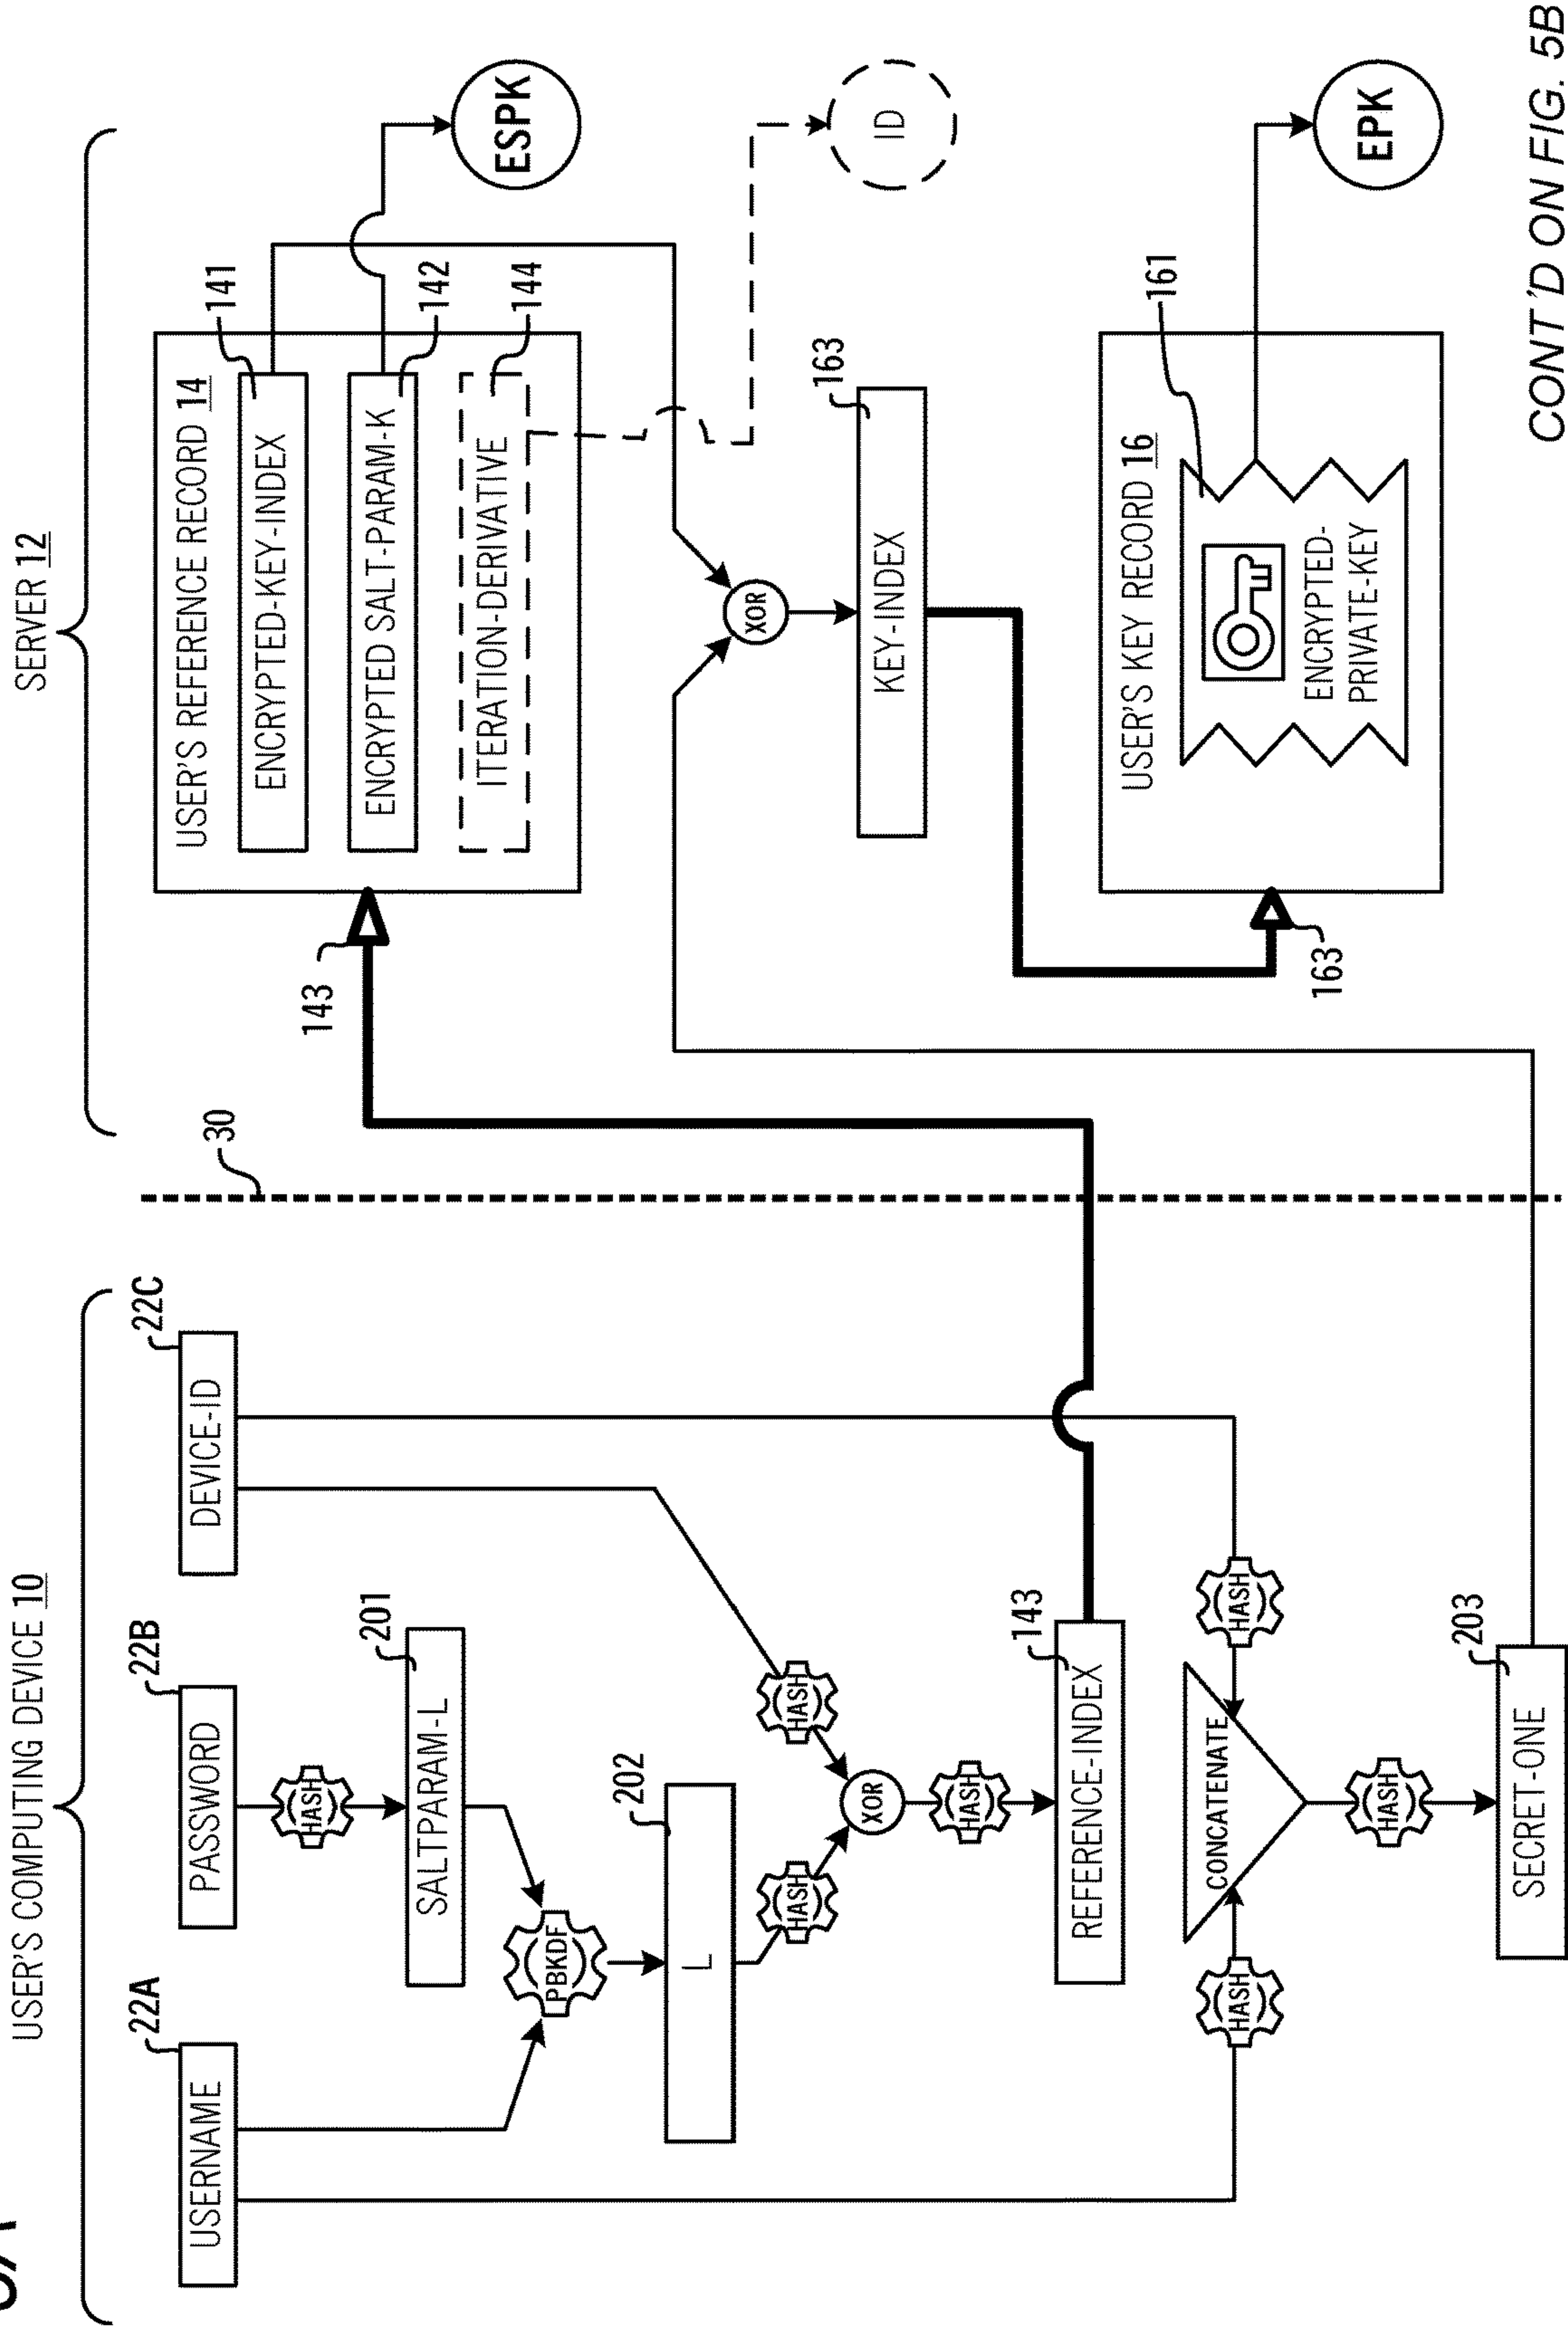 5A
USER'S COMPUTING DEVICE 10
SERVER 12
22A
USERNAME
22B
PASSWORD
22C
DEVICE-ID
HASH
201
SALTPARAM-L
PBKDF
202
L
HASH
HASH
XOR
HASH
143
REFERENCE-INDEX
HASH
HASH
CONCATENATE
HASH
203
SECRET-ONE
30
143
USER'S REFERENCE RECORD 14
141
ENCRYPTED-KEY-INDEX
142
ENCRYPTED SALT-PARAM-K
144
ITERATION-DERIVATIVE
ESPK
ID
XOR
163
KEY-INDEX
163
USER'S KEY RECORD 16
161
ENCRYPTED-
PRIVATE-KEY
EPK
CONT'D ON FIG. 5B